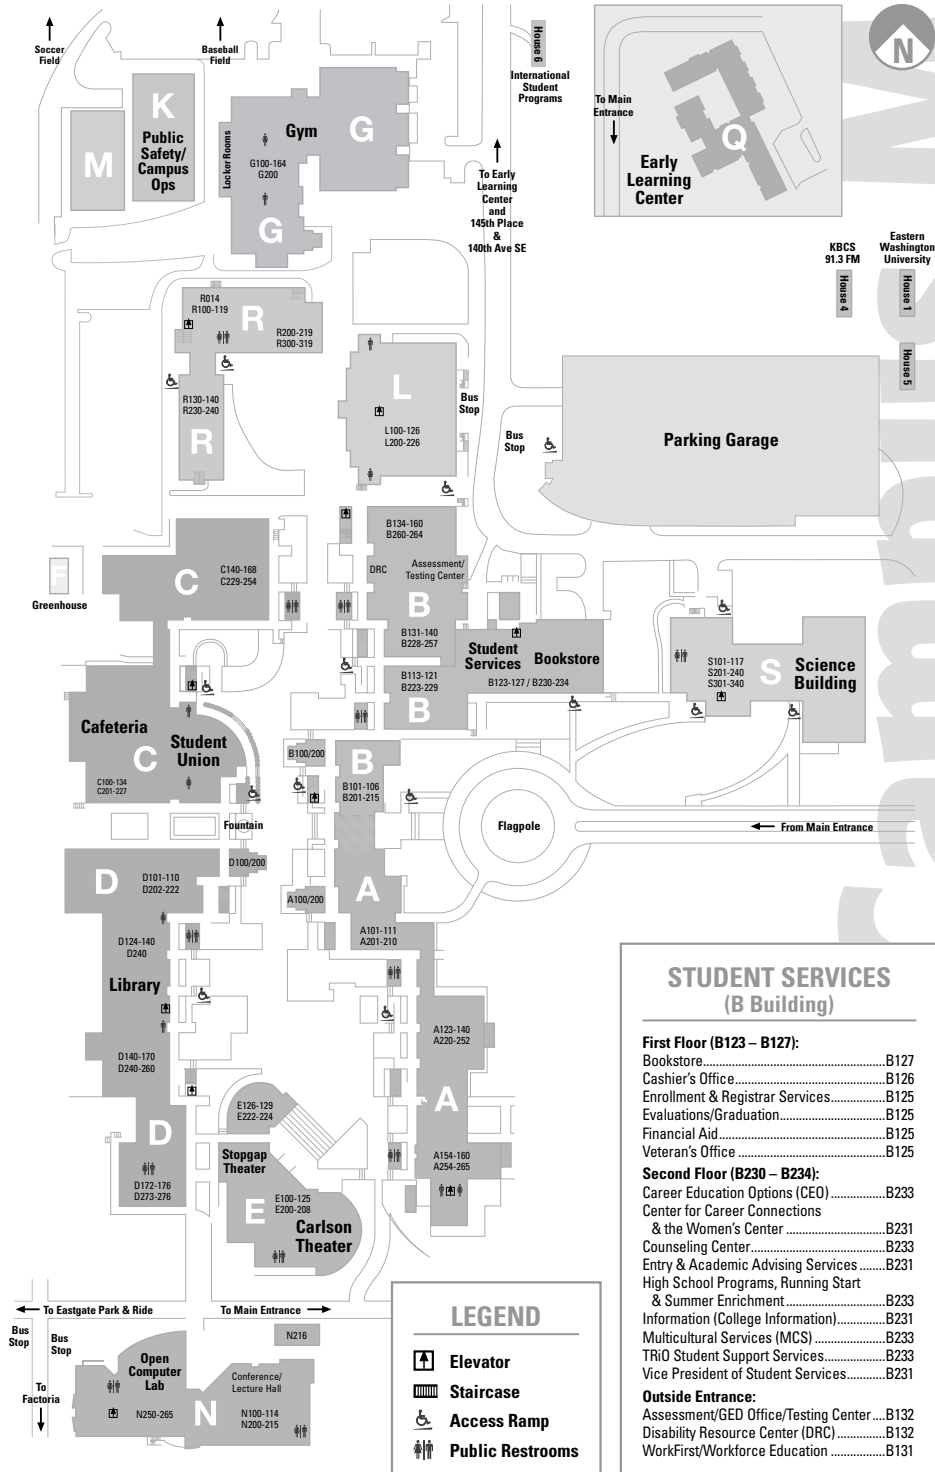 Soccer
Field
Baseball
Field
House 6
International
Student
Programs
N
K
Public
Safety/
Campus
Ops
M
Locker Rooms
Gym
G
G100-164
G200
G
To Early
Learning
Center
and
145th Place
&
140th Ave SE
To Main
Entrance
Q
Early
Learning
Center
KBCS
91.3 FM
House 4
Eastern
Washington
University
House 1
House 5
R014
R100-119
R
R200-219
R300-319
R130-140
R230-240
R
L
L100-126
L200-226
Bus
Stop
Bus
Stop
Parking Garage
F
Greenhouse
C
C140-168
C229-254
B134-160
B260-264
DRC
Assessment/
Testing Center
B
B131-140
B228-257
Student
Services
Bookstore
B123-127 / B230-234
B113-121
B223-229
B
S101-117
S201-240
S301-340
S
Science
Building
Cafeteria
C
Student
Union
C100-134
C201-227
B100/200
B
B101-106
B201-215
Fountain
Flagpole
From Main Entrance
D
D101-110
D202-222
D100/200
A100/200
A
A101-111
A201-210
D124-140
D240
Library
D140-170
D240-260
D
D172-176
D273-276
A123-140
A220-252
A
A154-160
A254-265
E126-129
E222-224
Stopgap
Theater
E
E100-125
E200-208
Carlson
Theater
To Eastgate Park & Ride
To Main Entrance
Bus
Stop
Bus
Stop
To
Factoria
N216
Open
Computer
Lab
Conference/
Lecture Hall
N250-265
N
N100-114
N200-215
LEGEND
Elevator
Staircase
Access Ramp
Public Restrooms
STUDENT SERVICES
(B Building)
First Floor (B123 – B127):
Bookstore..........B127
Cashier's Office..........B126
Enrollment & Registrar Services..........B125
Evaluations/Graduation..........B125
Financial Aid..........B125
Veteran's Office ..........B125
Second Floor (B230 – B234):
Career Education Options (CEO) ..........B233
Center for Career Connections
& the Women's Center ..........B231
Counseling Center..........B233
Entry & Academic Advising Services ........B231
High School Programs, Running Start
& Summer Enrichment..........B233
Information (College Information)..........B231
Multicultural Services (MCS) ..........B233
TRiO Student Support Services..........B233
Vice President of Student Services..........B231
Outside Entrance:
Assessment/GED Office/Testing Center....B132
Disability Resource Center (DRC)..........B132
WorkFirst/Workforce Education ..........B131